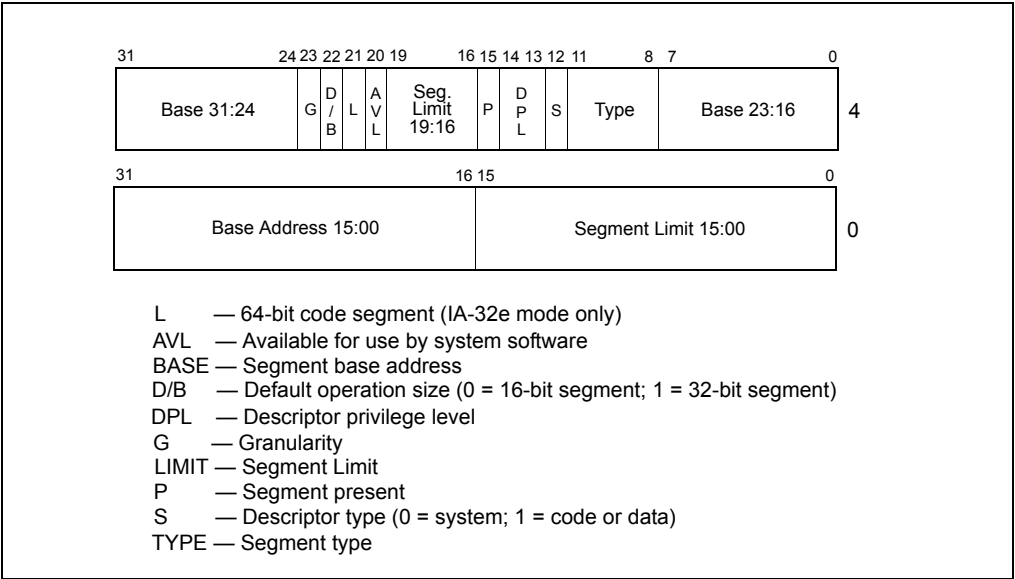 31 24 23 22 21 20 19 16 15 14 13 12 11 8 7 0
Base 31:24 G D/B L AVL Seg. Limit 19:16 P DPL S Type Base 23:16 4
31 16 15 0
Base Address 15:00 Segment Limit 15:00 0
L — 64-bit code segment (IA-32e mode only)
AVL — Available for use by system software
BASE — Segment base address
D/B — Default operation size (0 = 16-bit segment; 1 = 32-bit segment)
DPL — Descriptor privilege level
G — Granularity
LIMIT — Segment Limit
P — Segment present
S — Descriptor type (0 = system; 1 = code or data)
TYPE — Segment type